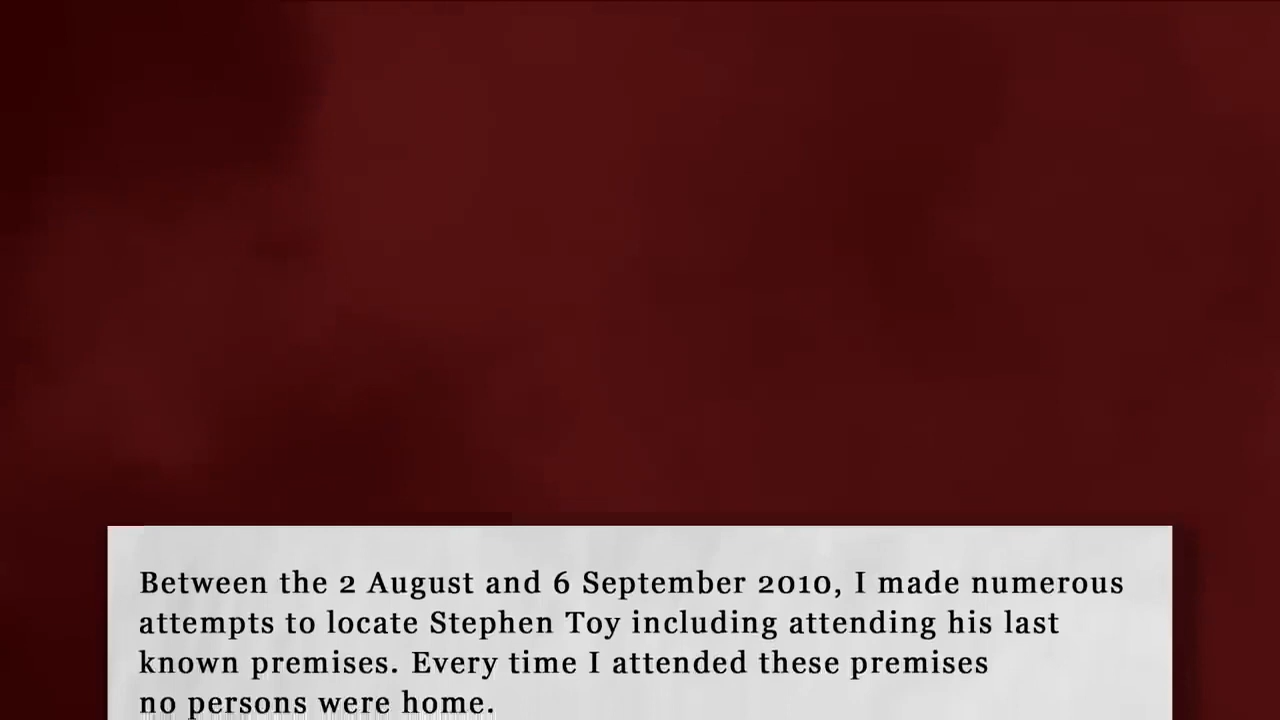 Between the 2 August and 6 September 2010, I made numerous
attempts to locate Stephen Toy including attending his last
known premises. Every time I attended these premises
no persons were home.